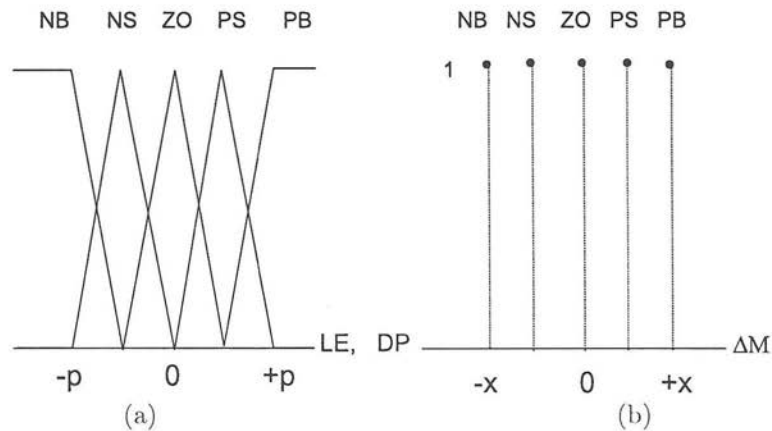 NB NS ZO PS PB
NB NS ZO PS PB
1
LE, DP
ΔM
-p 0 +p
-x 0 +x
(a)
(b)